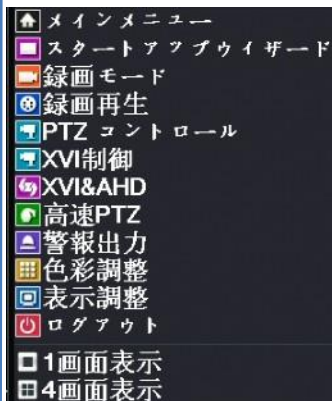 メインメニュー
スタートアップウイザード
録画モード
録画再生
PTZ コントロール
XVI制御
XVI&AHD
高速PTZ
警報出力
色彩調整
表示調整
ログアウト
1画面表示
4画面表示